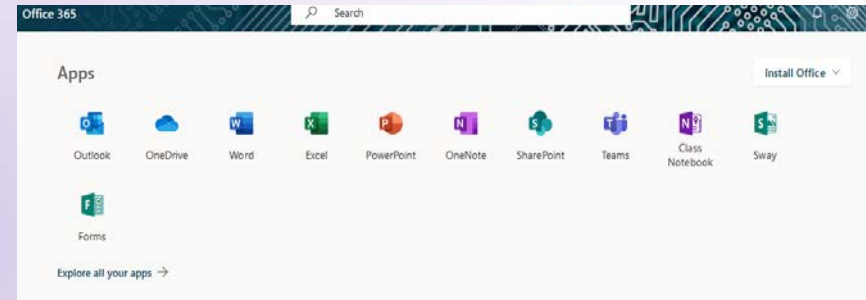 Office 365
Search
Apps
Install Office
Outlook
OneDrive
Word
Excel
PowerPoint
OneNote
SharePoint
Teams
Class
Notebook
Sway
Forms
Explore all your apps →